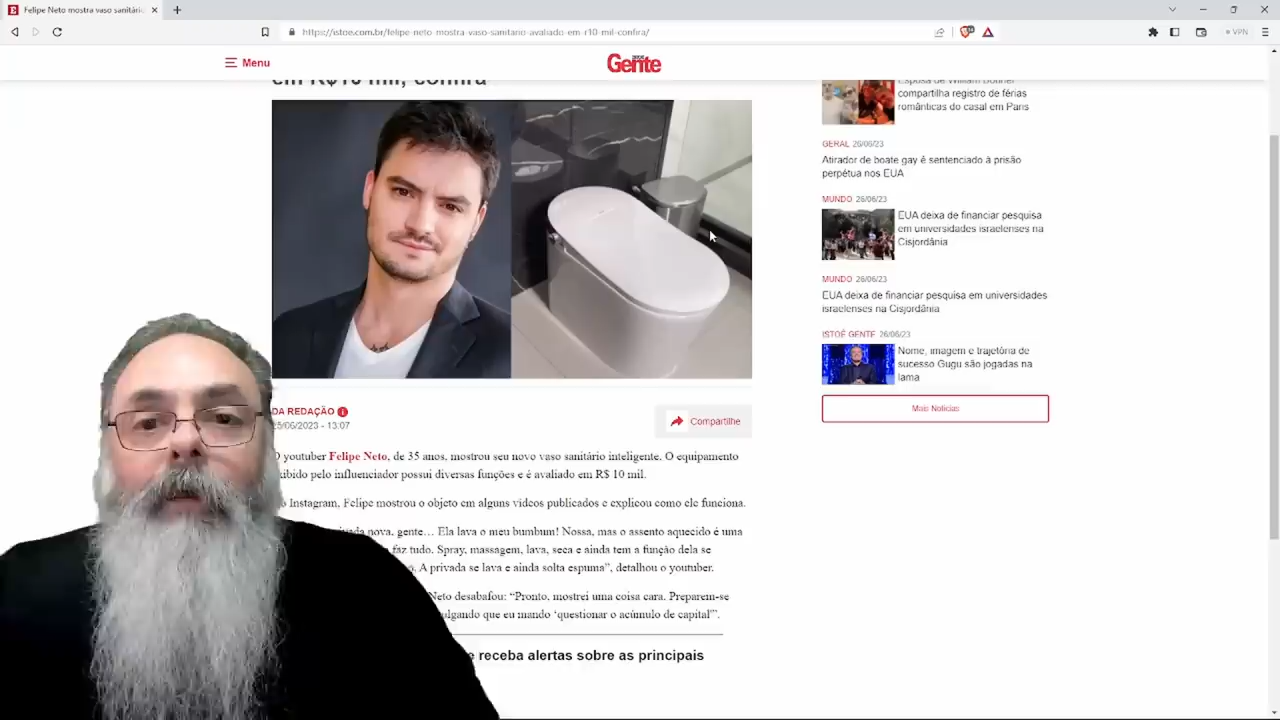 Felipe Neto mostra vaso sanitári
https://istoe.com.br/felipe-neto-mostra-vaso-sanitario-avaliado-em-r10-mil-confira/
VPN
Menu
ISTOÉ
Gente
em R$10 mil; confira
Esposa de William Bonner
compartilha registro de férias
românticas do casal em Paris
GERAL 26/06/23
Atirador de boate gay é sentenciado à prisão
perpétua nos EUA
MUNDO 26/06/23
EUA deixa de financiar pesquisa
em universidades israelenses na
Cisjordânia
MUNDO 26/06/23
EUA deixa de financiar pesquisa em universidades
israelenses na Cisjordânia
ISTOÉ GENTE 26/06/23
Nome, imagem e trajetória de
sucesso Gugu são jogadas na
lama
Mais Notícias
DA REDAÇÃO i
25/06/2023 - 13:07
Compartilhe
O youtuber Felipe Neto, de 35 anos, mostrou seu novo vaso sanitário inteligente. O equipamento
xibido pelo influenciador possui diversas funções e é avaliado em R$ 10 mil.
o Instagram, Felipe mostrou o objeto em alguns vídeos publicados e explicou como ele funciona.
nova, gente… Ela lava o meu bumbum! Nossa, mas o assento aquecido é uma
faz tudo. Spray, massagem, lava, seca e ainda tem a função dela se
A privada se lava e ainda solta espuma”, detalhou o youtuber.
Neto desabafou: “Pronto, mostrei uma coisa cara. Preparem-se
ulgando que eu mando ‘questionar o acúmulo de capital’”.
e receba alertas sobre as principais